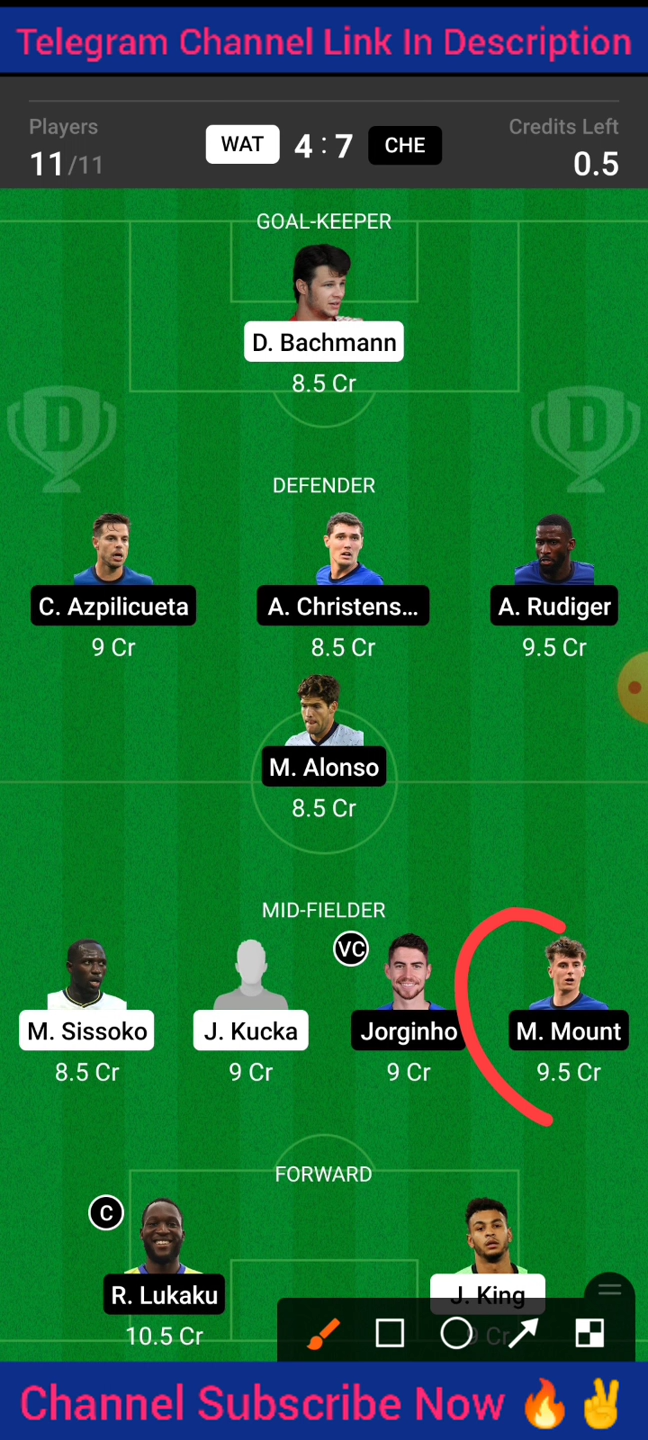 Telegram Channel Link In Description
Players
Credits Left
11/11
WAT 4 : 7 CHE
0.5
GOAL-KEEPER
D. Bachmann
8.5 Cr
D
D
DEFENDER
C. Azpilicueta
A. Christens...
A. Rudiger
9 Cr
8.5 Cr
9.5 Cr
M. Alonso
8.5 Cr
MID-FIELDER
VC
M. Sissoko
J. Kucka
Jorginho
M. Mount
8.5 Cr
9 Cr
9 Cr
9.5 Cr
FORWARD
C
R. Lukaku
J. King
10.5 Cr
9 Cr
Channel Subscribe Now 🔥✌️